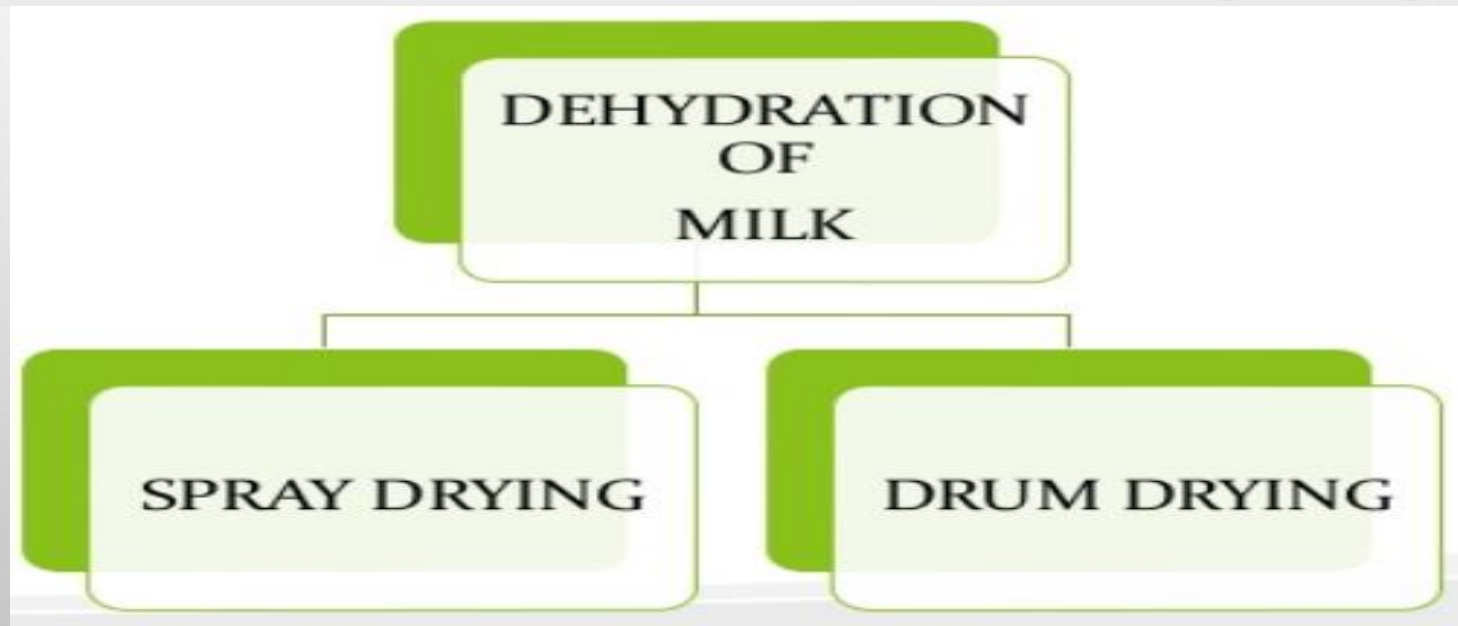 DEHYDRATION
OF
MILK
SPRAY DRYING
DRUM DRYING